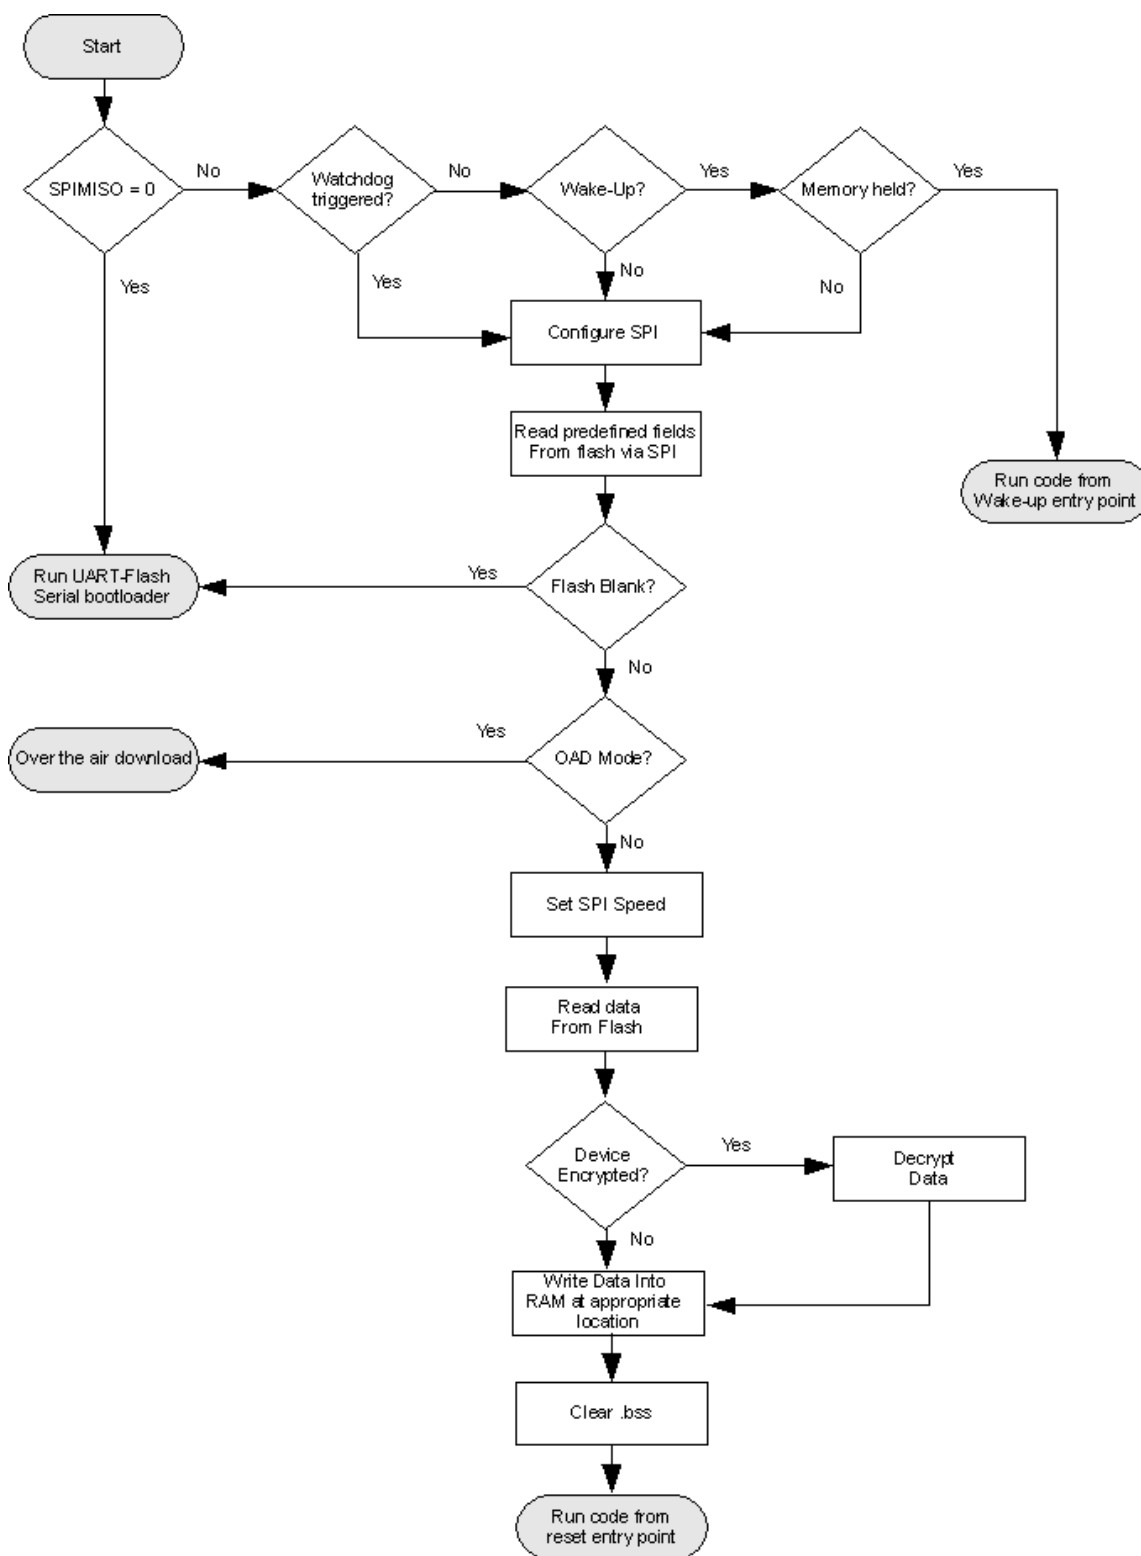 Start
SPIMISO = 0
No
Watchdog
triggered?
No
Wake-Up?
Yes
Memory held?
Yes
Yes
Yes
No
No
Configure SPI
Read predefined fields
From flash via SPI
Run code from
Wake-up entry point
Run UART-Flash
Serial bootloader
Yes
Flash Blank?
No
Over the air download
Yes
OAD Mode?
No
Set SPI Speed
Read data
From Flash
Device
Encrypted?
Yes
Decrypt
Data
No
Write Data Into
RAM at appropriate
location
Clear .bss
Run code from
reset entry point